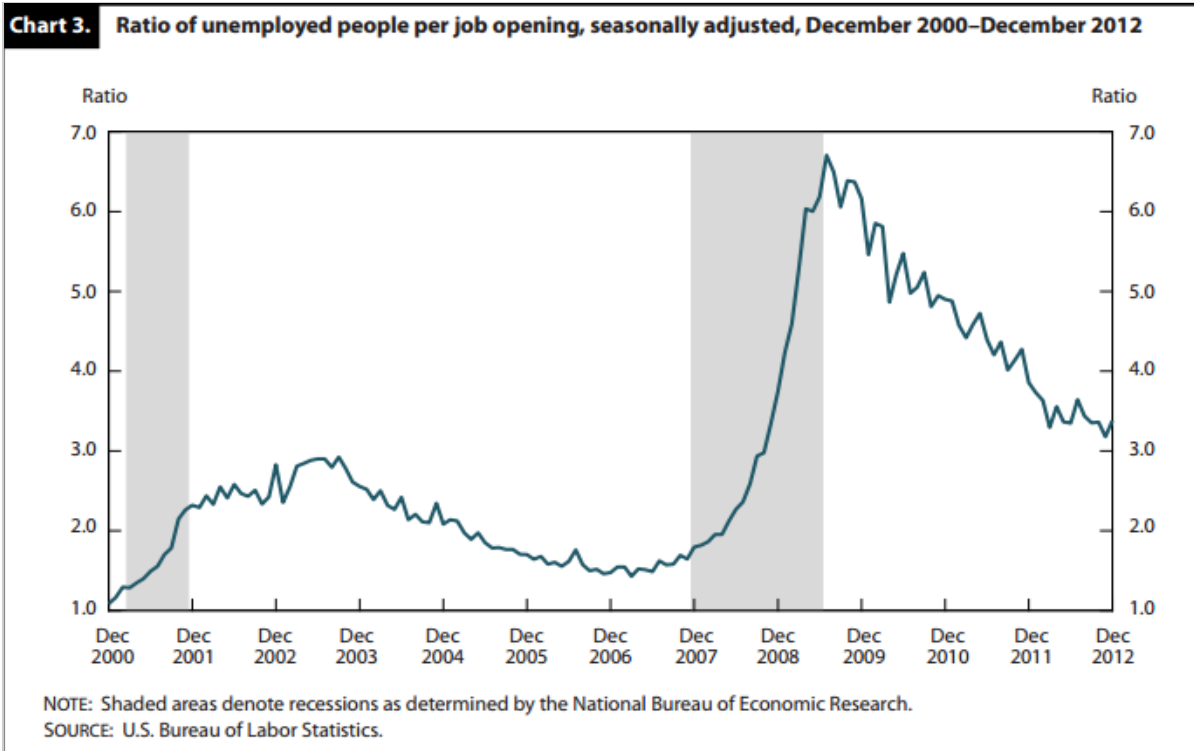 Chart 3. Ratio of unemployed people per job opening, seasonally adjusted, December 2000–December 2012
Ratio Ratio
7.0 7.0
6.0 6.0
5.0 5.0
4.0 4.0
3.0 3.0
2.0 2.0
1.0 1.0
Dec Dec Dec Dec Dec Dec Dec Dec Dec Dec Dec Dec Dec
2000 2001 2002 2003 2004 2005 2006 2007 2008 2009 2010 2011 2012
NOTE: Shaded areas denote recessions as determined by the National Bureau of Economic Research.
SOURCE: U.S. Bureau of Labor Statistics.